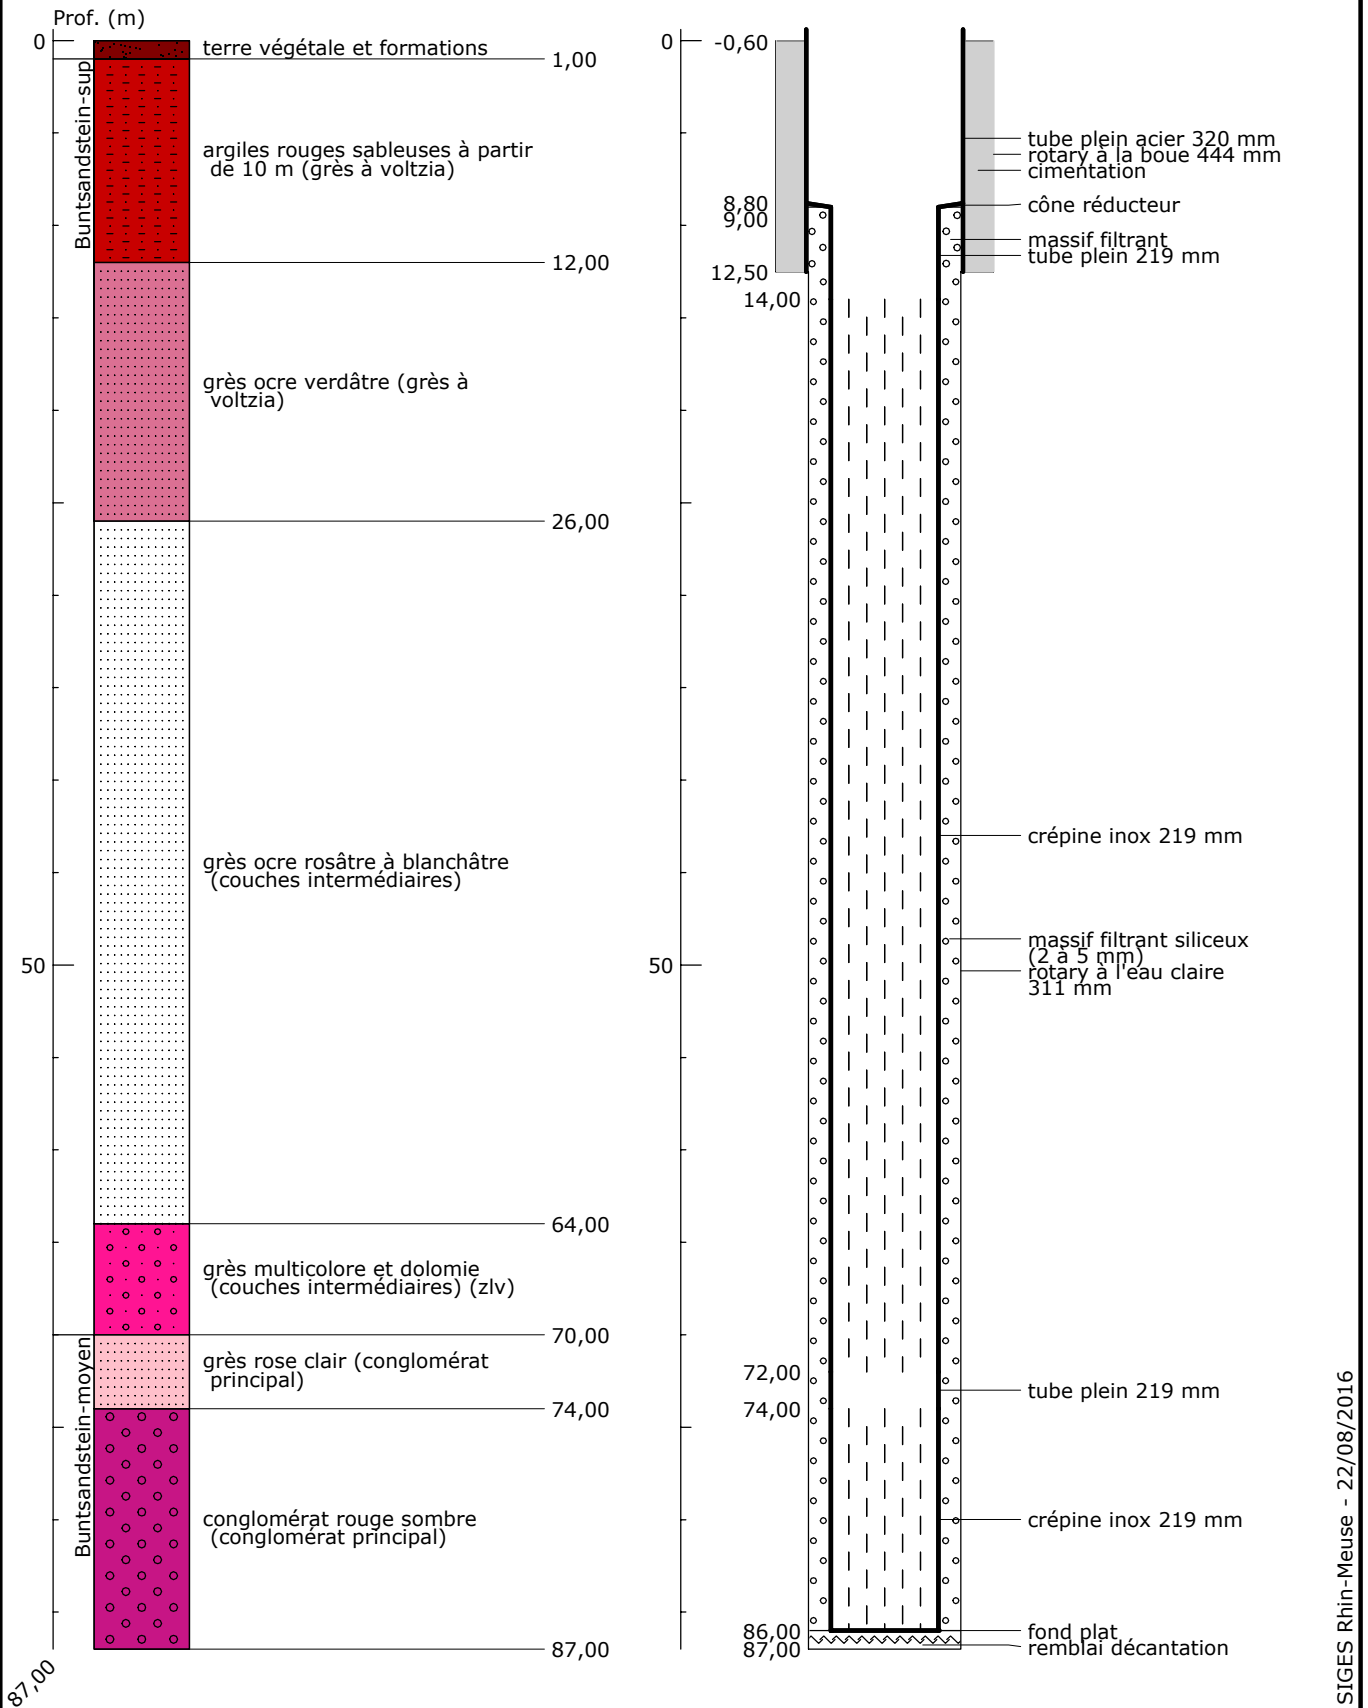 Prof. (m)
0
Buntsandstein-sup
terre végétale et formations
1,00
argiles rouges sableuses à partir
de 10 m (grès à voltzia)
12,00
grès ocre verdâtre (grès à
voltzia)
26,00
grès ocre rosâtre à blanchâtre
(couches intermédiaires)
50
64,00
grès multicolore et dolomie
(couches intermédiaires) (zlv)
70,00
Buntsandstein-moyen
grès rose clair (conglomérat
principal)
74,00
conglomérat rouge sombre
(conglomérat principal)
87,00
87,00
0
-0,60
tube plein acier 320 mm
rotary à la boue 444 mm
cimentation
8,80
cône réducteur
9,00
massif filtrant
tube plein 219 mm
12,50
14,00
crépine inox 219 mm
massif filtrant siliceux
(2 à 5 mm)
50
rotary à l'eau claire
311 mm
72,00
tube plein 219 mm
74,00
crépine inox 219 mm
86,00
fond plat
87,00
remblai décantation
SIGES Rhin-Meuse - 22/08/2016